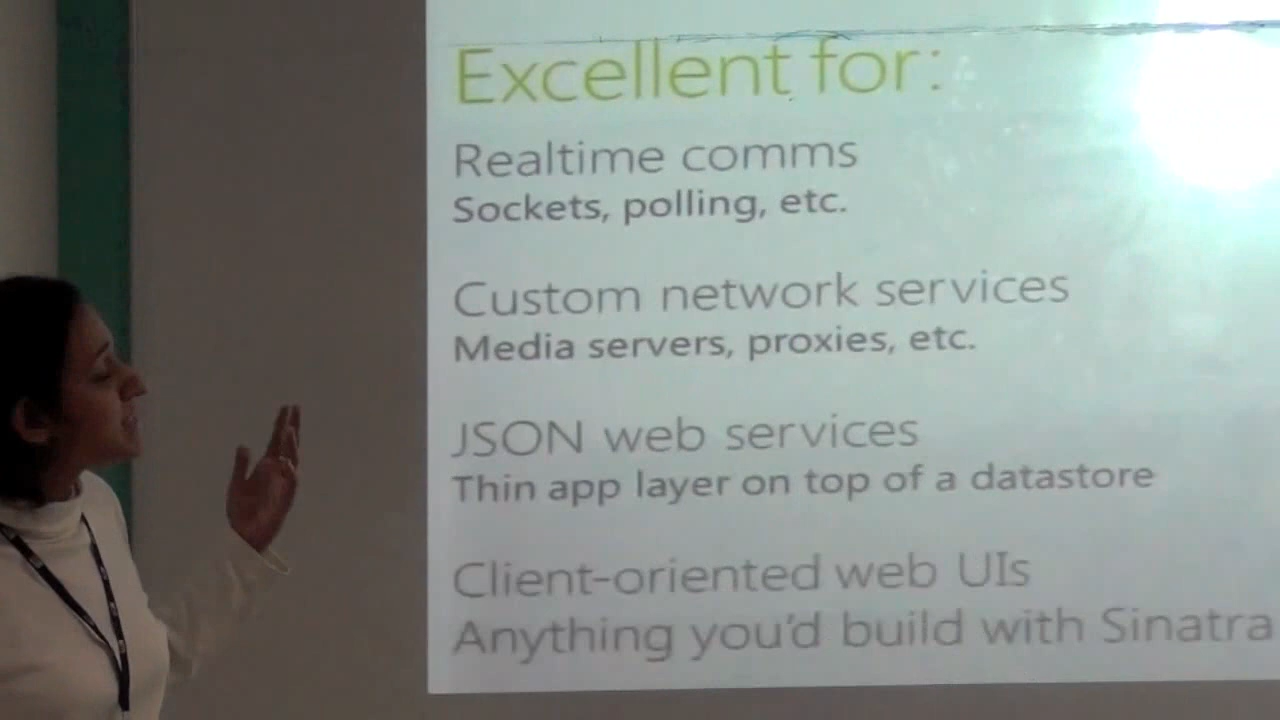 Excellent for:
Realtime comms
Sockets, polling, etc.
Custom network services
Media servers, proxies, etc.
JSON web services
Thin app layer on top of a datastore
Client-oriented web UIs
Anything you'd build with Sinatra